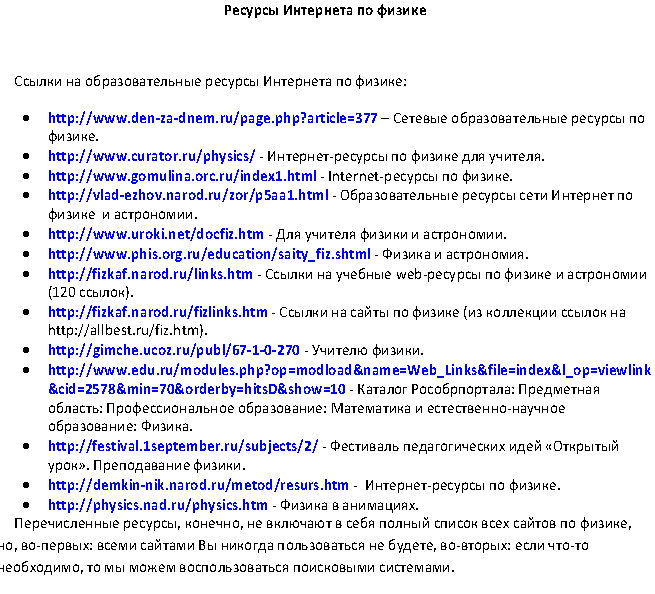 Ресурсы Интернета по физике
Ссылки на образовательные ресурсы Интернета по физике:
• http://www.den-za-dnem.ru/page.php?article=377 – Сетевые образовательные ресурсы по
физике.
• http://www.curator.ru/physics/ - Интернет-ресурсы по физике для учителя.
• http://www.gomulina.orc.ru/index1.html - Internet-ресурсы по физике.
• http://vlad-ezhov.narod.ru/zor/p5aa1.html - Образовательные ресурсы сети Интернет по
физике и астрономии.
• http://www.uroki.net/docfiz.htm - Для учителя физики и астрономии.
• http://www.phis.org.ru/education/saity_fiz.shtml - Физика и астрономия.
• http://fizkaf.narod.ru/links.htm - Ссылки на учебные web-ресурсы по физике и астрономии
(120 ссылок).
• http://fizkaf.narod.ru/fizlinks.htm - Ссылки на сайты по физике (из коллекции ссылок на
http://allbest.ru/fiz.htm).
• http://gimche.ucoz.ru/publ/67-1-0-270 - Учителю физики.
• http://www.edu.ru/modules.php?op=modload&name=Web_Links&file=index&l_op=viewlink
&cid=2578&min=70&orderby=hitsD&show=10 - Каталог Рособрпортала: Предметная
область: Профессиональное образование: Математика и естественно-научное
образование: Физика.
• http://festival.1september.ru/subjects/2/ - Фестиваль педагогических идей «Открытый
урок». Преподавание физики.
• http://demkin-nik.narod.ru/metod/resurs.htm - Интернет-ресурсы по физике.
• http://physics.nad.ru/physics.htm - Физика в анимациях.
Перечисленные ресурсы, конечно, не включают в себя полный список всех сайтов по физике,
но, во-первых: всеми сайтами Вы никогда пользоваться не будете, во-вторых: если что-то
необходимо, то мы можем воспользоваться поисковыми системами.